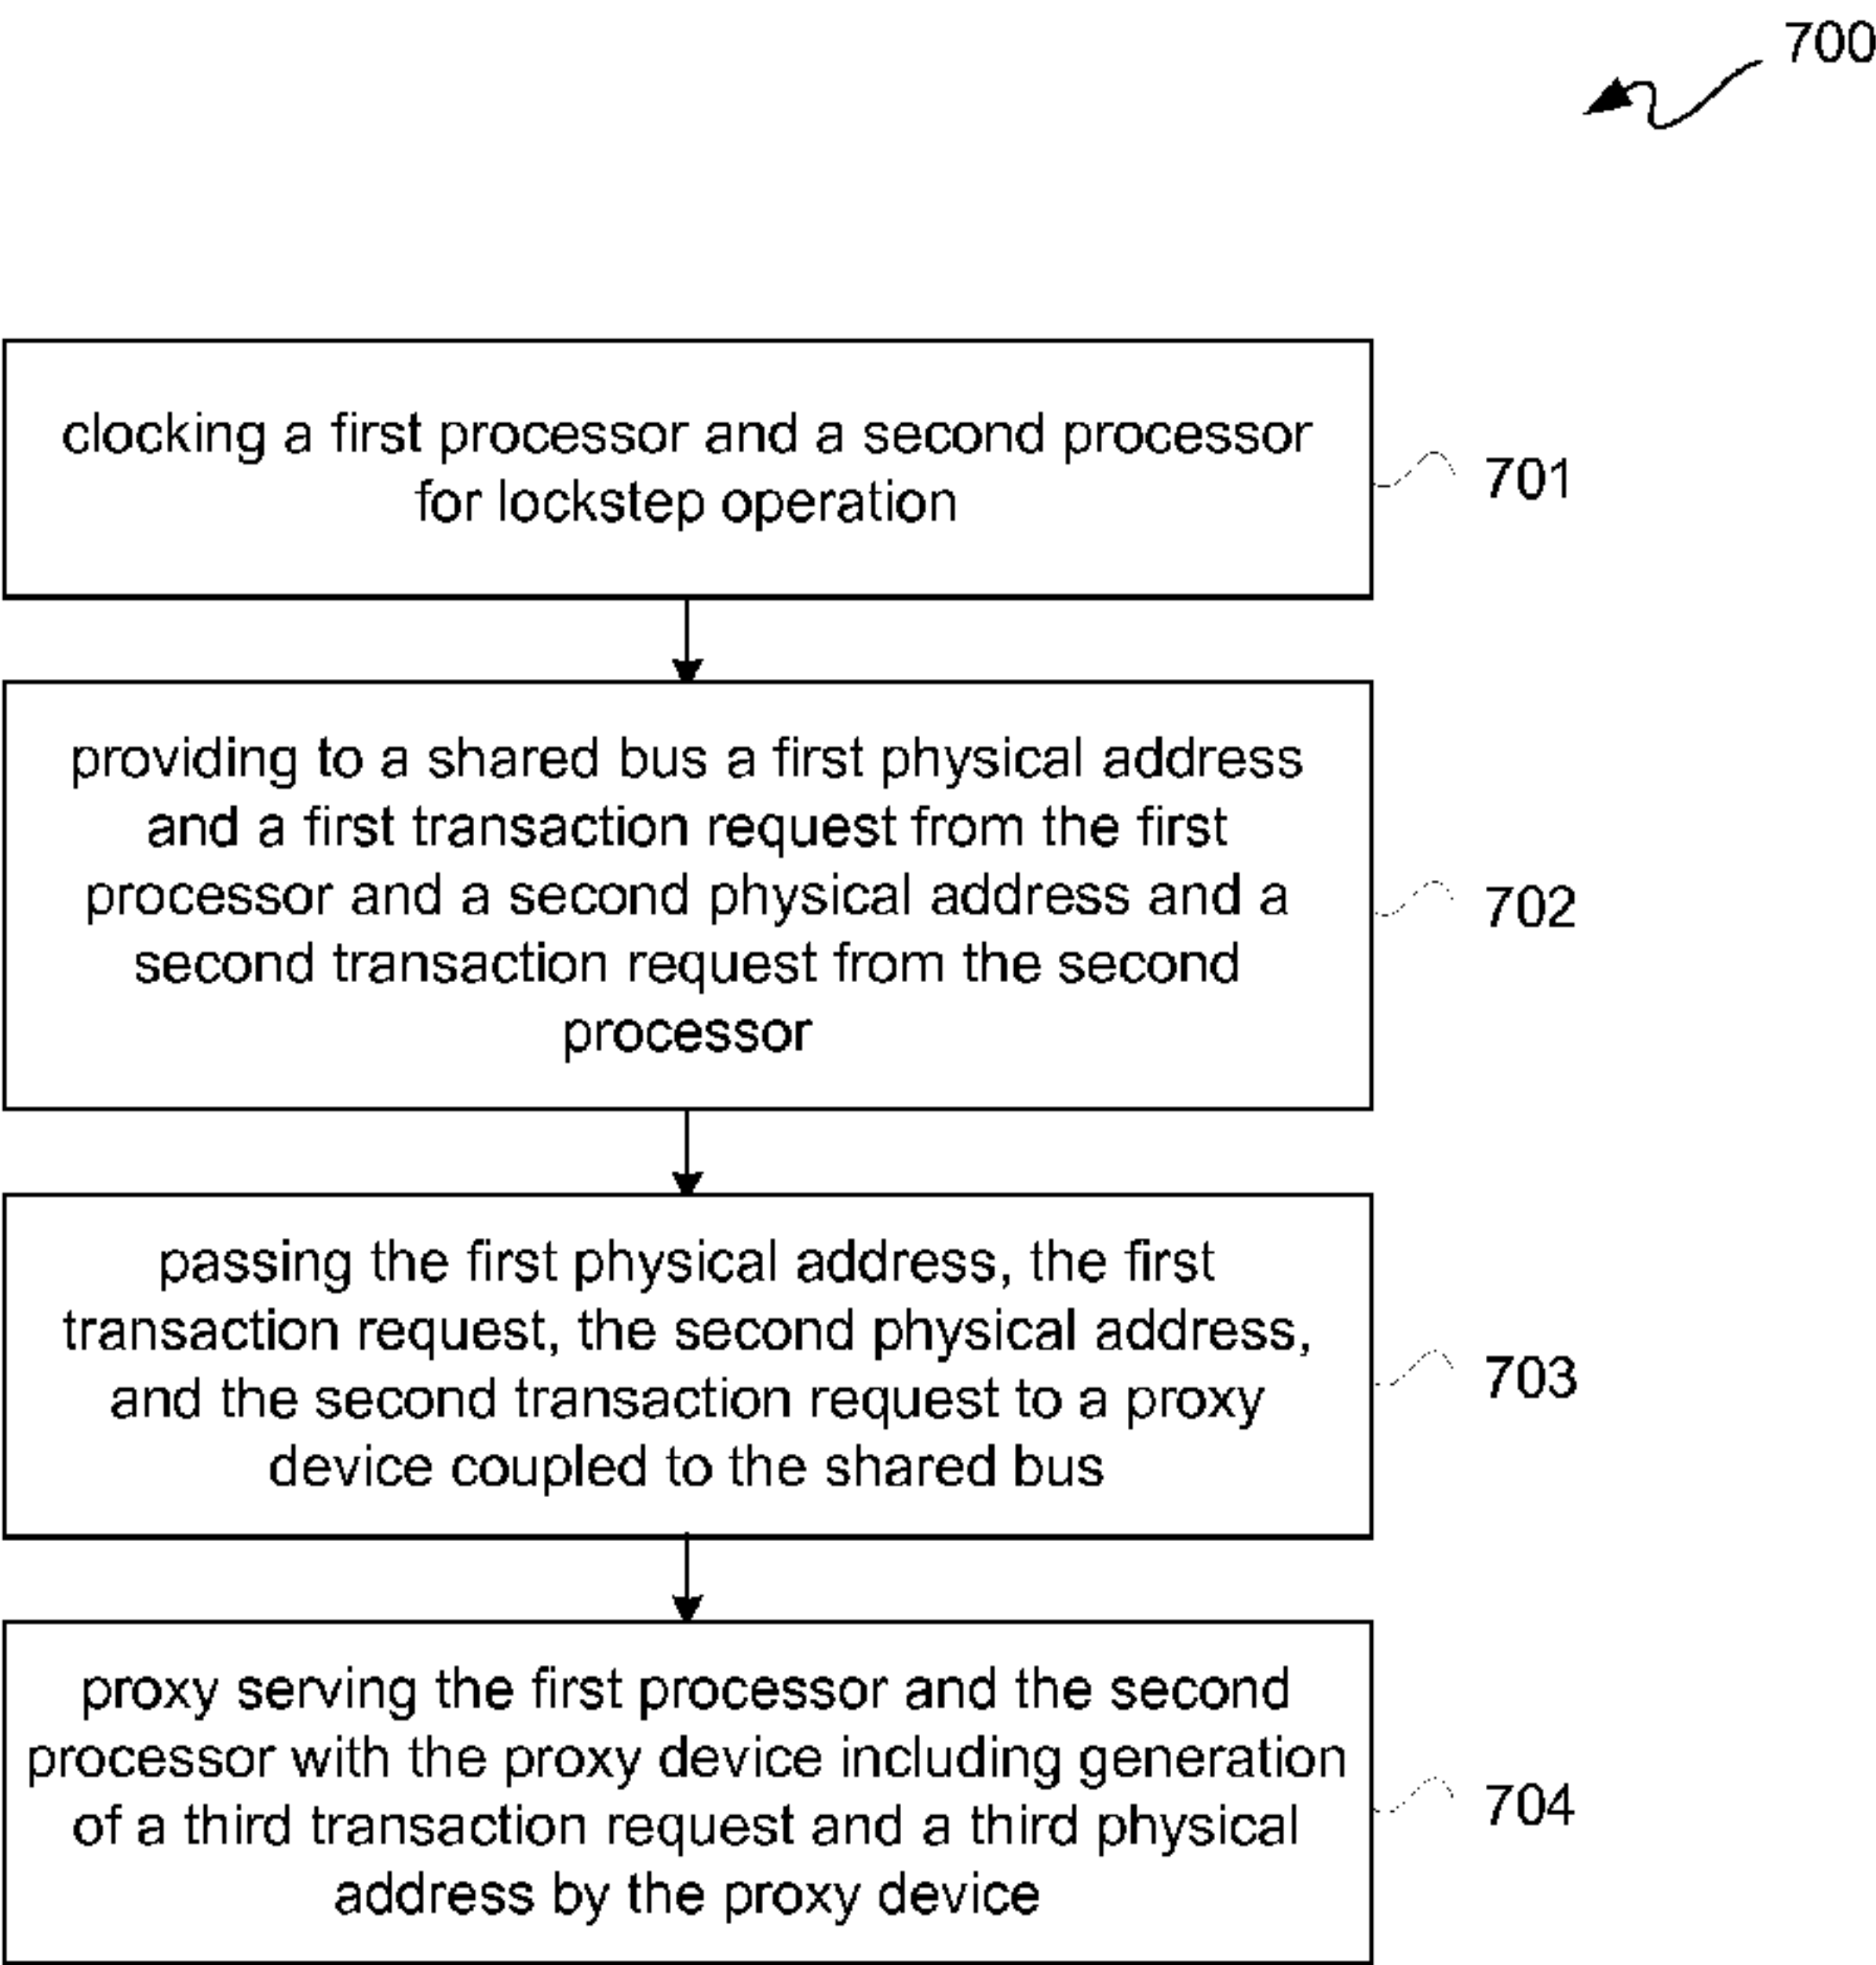 700
clocking a first processor and a second processor
for lockstep operation
701
providing to a shared bus a first physical address
and a first transaction request from the first
processor and a second physical address and a
second transaction request from the second
processor
702
passing the first physical address, the first
transaction request, the second physical address,
and the second transaction request to a proxy
device coupled to the shared bus
703
proxy serving the first processor and the second
processor with the proxy device including generation
of a third transaction request and a third physical
address by the proxy device
704